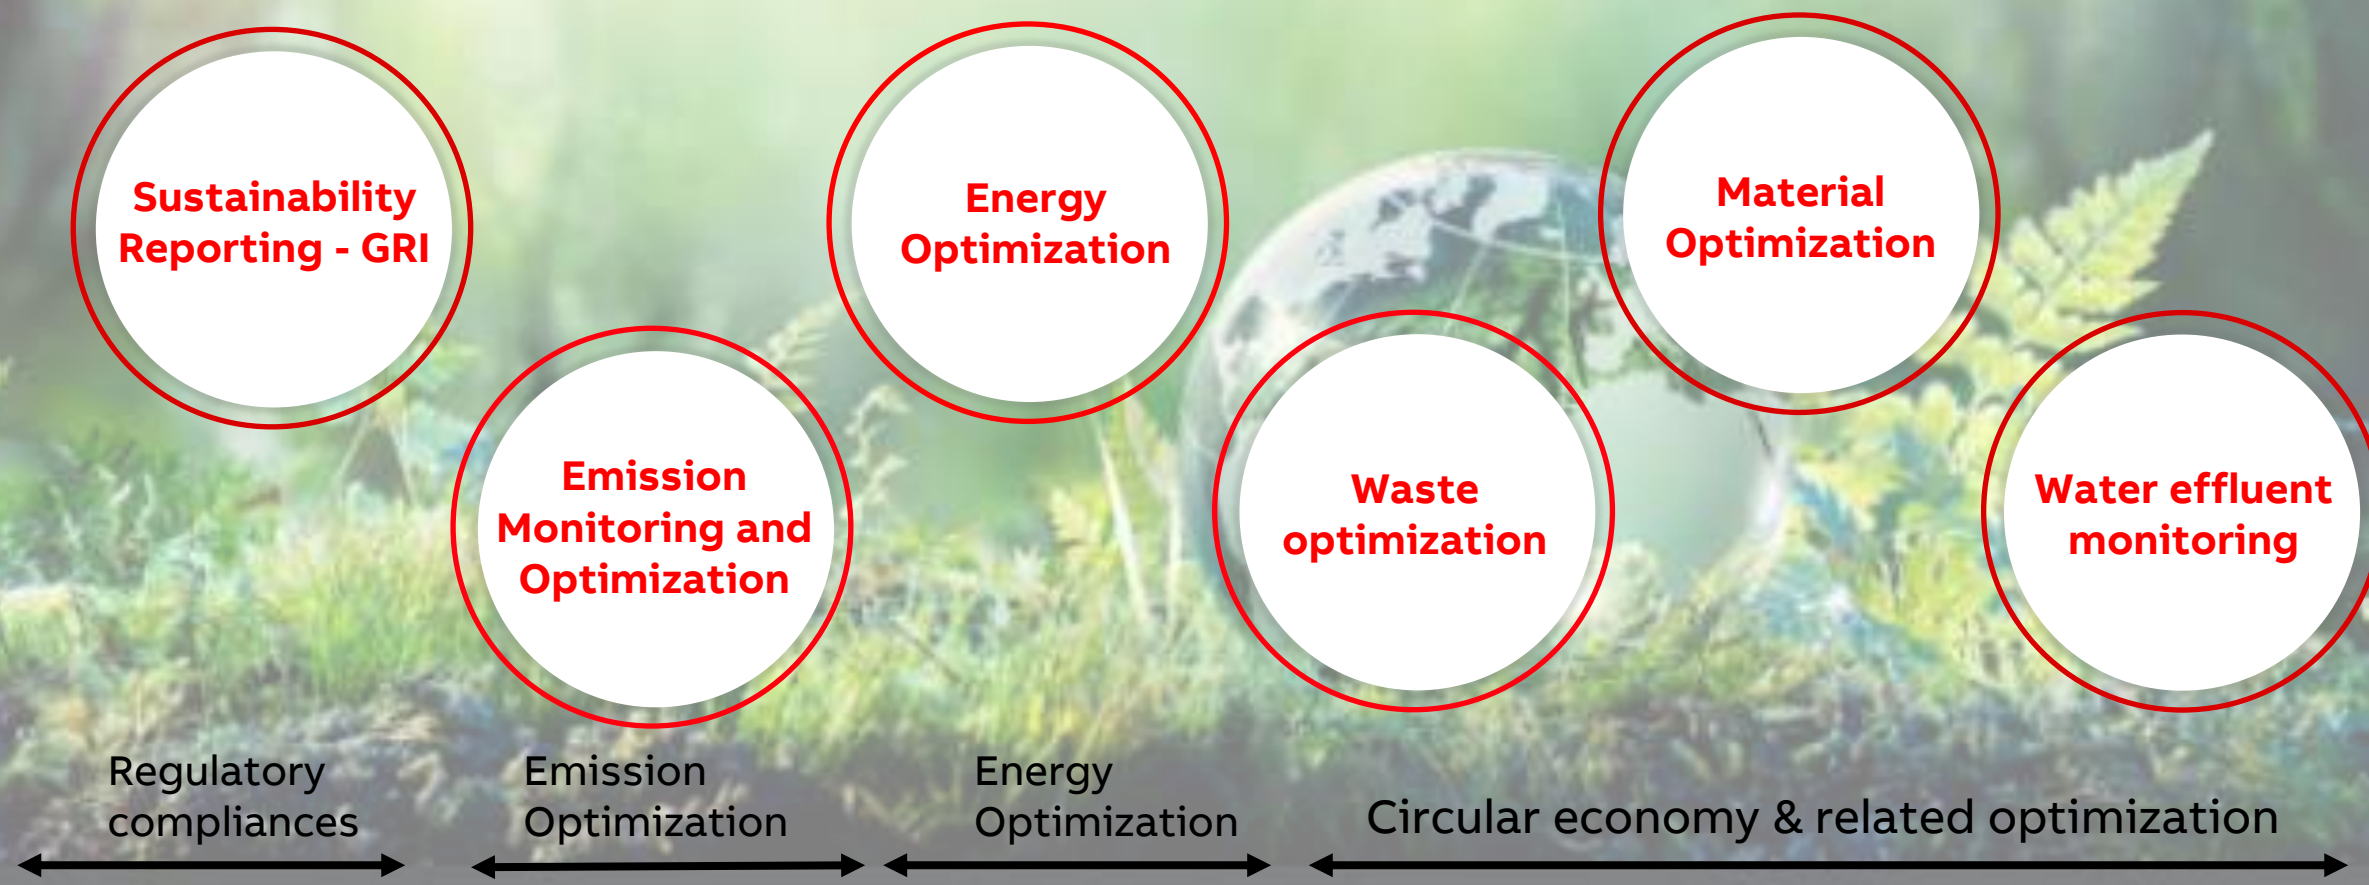 Sustainability
Reporting - GRI
Emission
Monitoring and
Optimization
Energy
Optimization
Waste
optimization
Material
Optimization
Water effluent
monitoring
Regulatory
compliances
Emission
Optimization
Energy
Optimization
Circular economy & related optimization